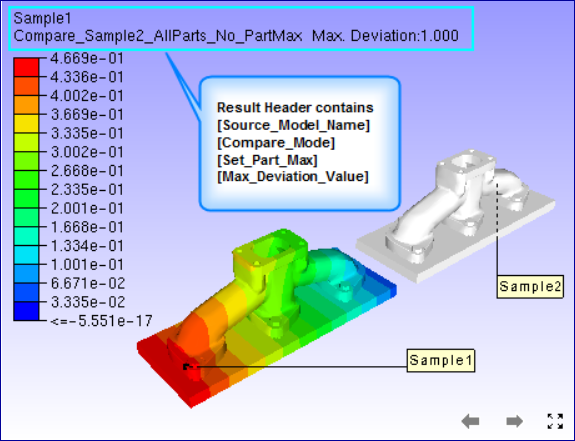 Sample1
Compare_Sample2_AllParts_No_PartMax Max. Deviation:1.000
4.669e-01
4.336e-01
4.002e-01
3.669e-01
3.335e-01
3.002e-01
2.668e-01
2.335e-01
2.001e-01
1.668e-01
1.334e-01
1.001e-01
6.671e-02
3.335e-02
<=-5.551e-17
Result Header contains
[Source_Model_Name]
[Compare_Mode]
[Set_Part_Max]
[Max_Deviation_Value]
Sample2
Sample1